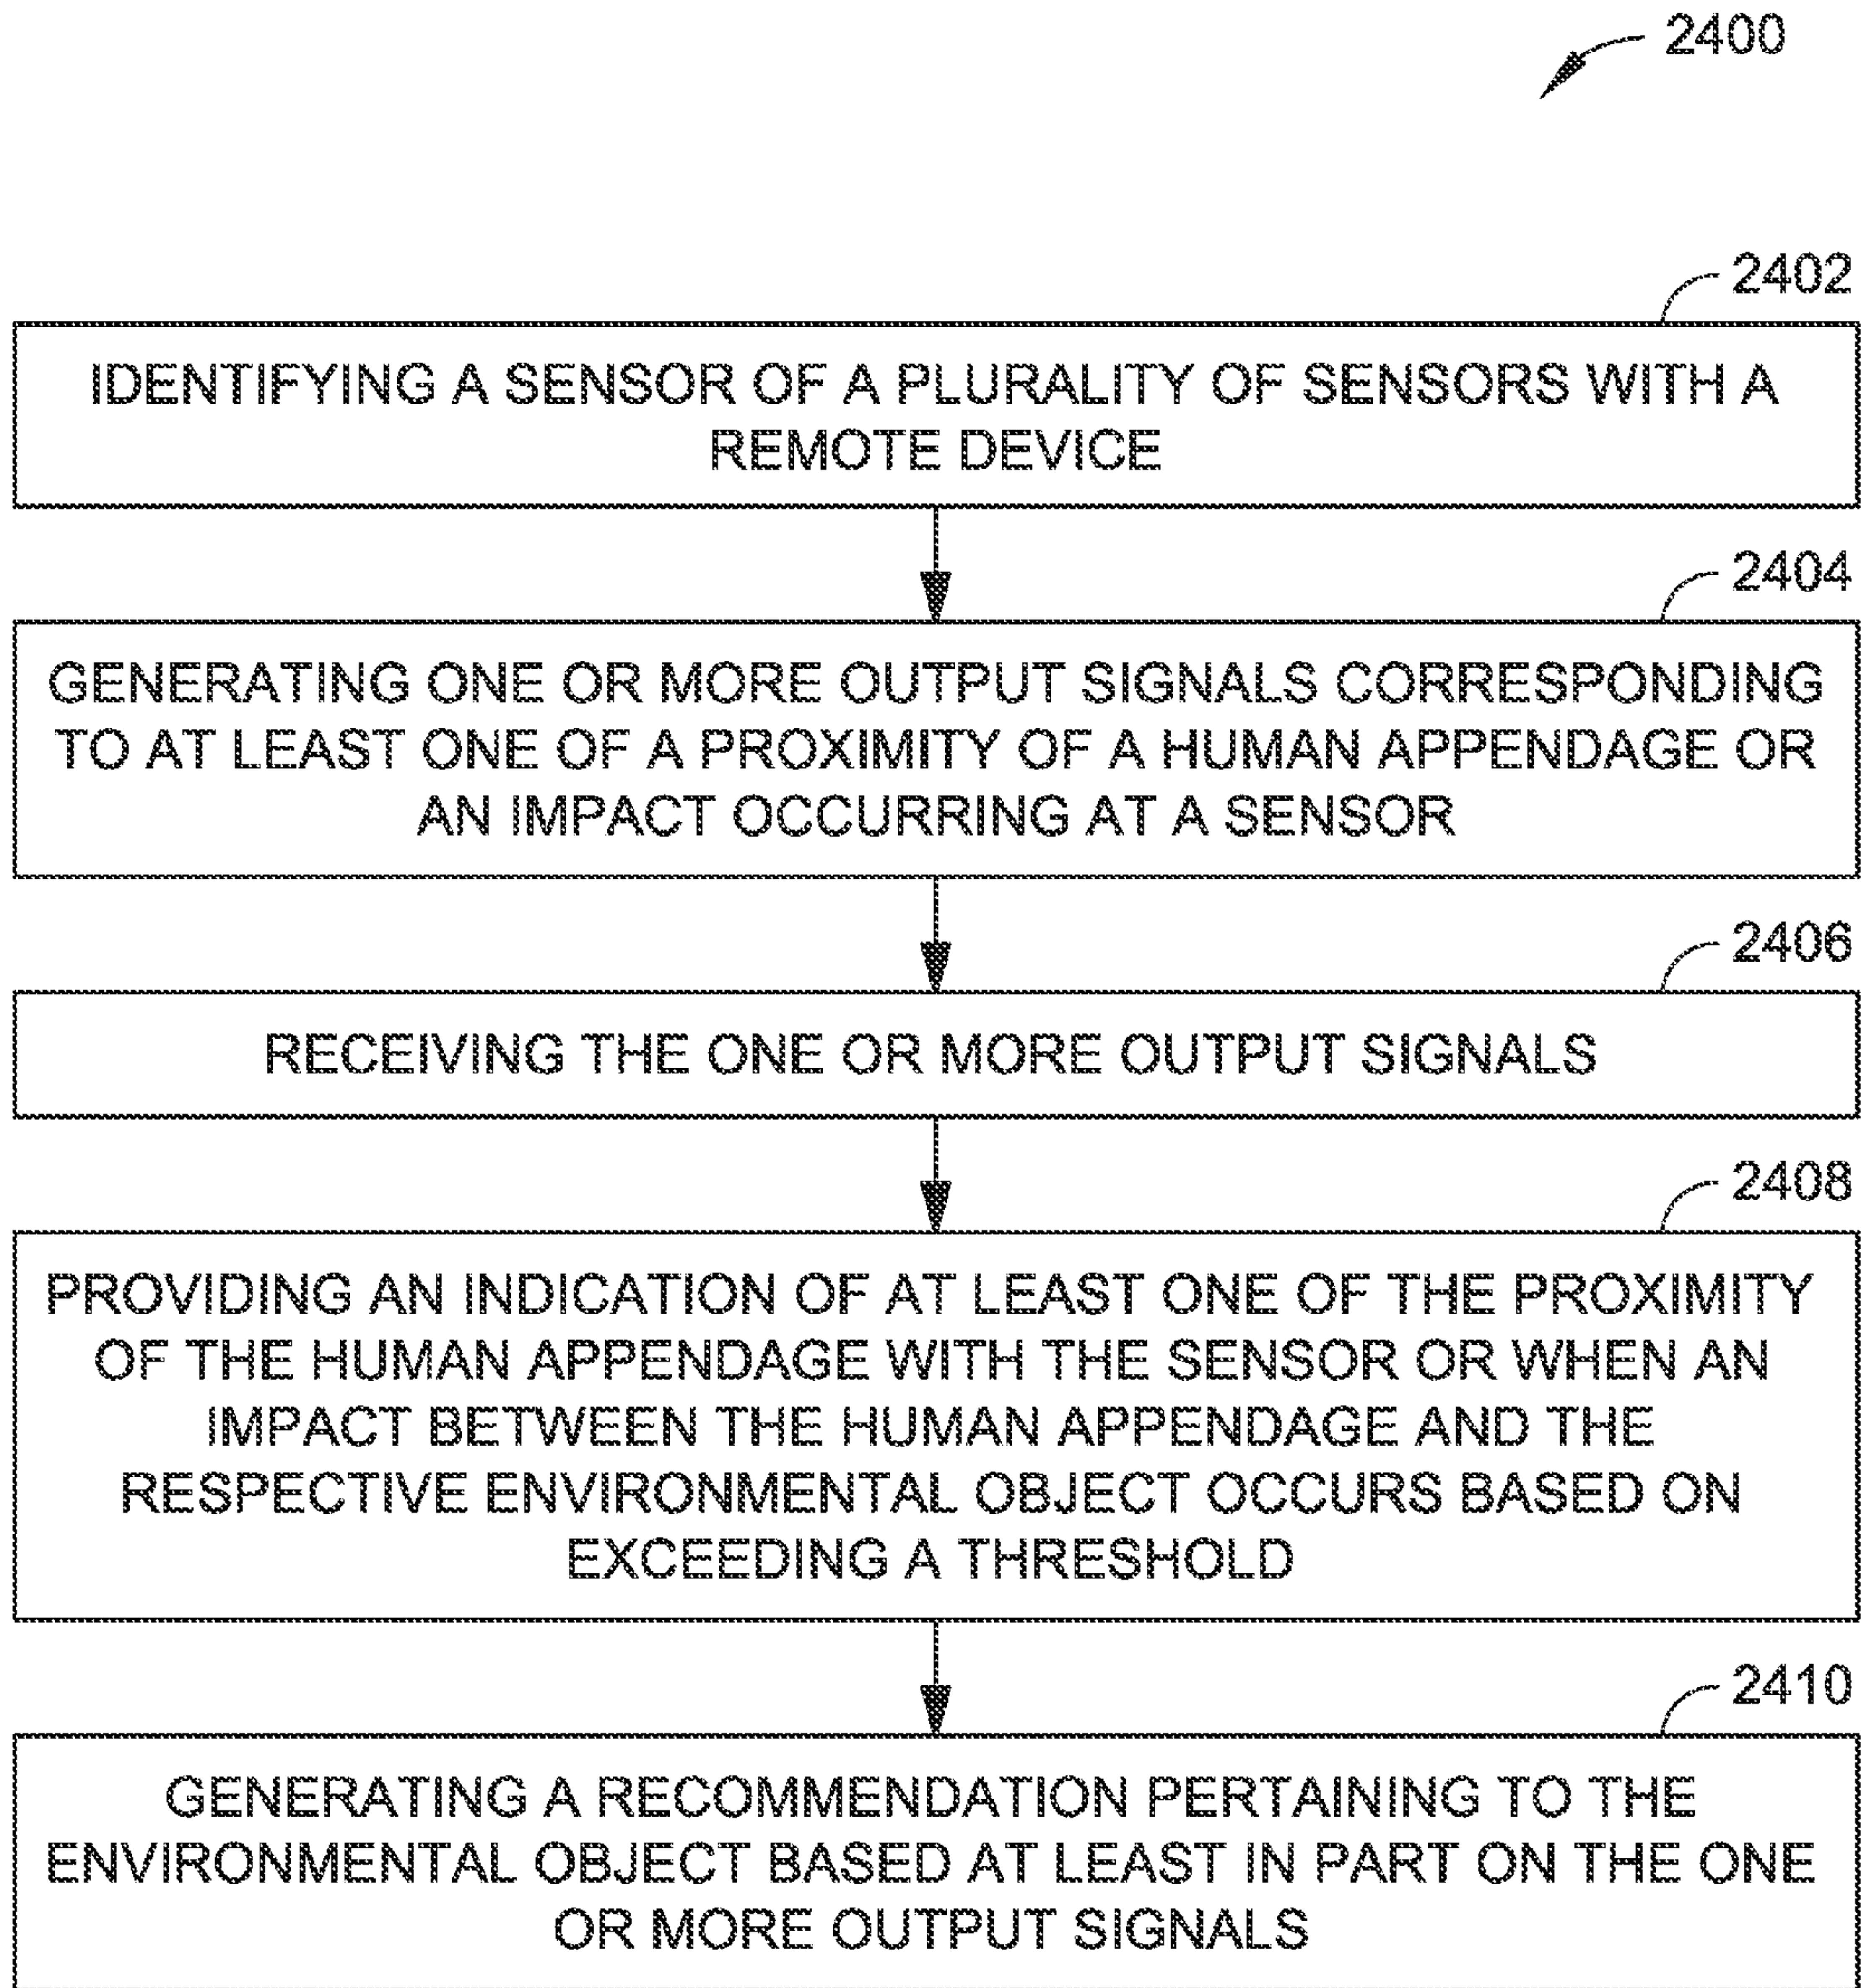 2400
2402
IDENTIFYING A SENSOR OF A PLURALITY OF SENSORS WITH A
REMOTE DEVICE
2404
GENERATING ONE OR MORE OUTPUT SIGNALS CORRESPONDING
TO AT LEAST ONE OF A PROXIMITY OF A HUMAN APPENDAGE OR
AN IMPACT OCCURRING AT A SENSOR
2406
RECEIVING THE ONE OR MORE OUTPUT SIGNALS
2408
PROVIDING AN INDICATION OF AT LEAST ONE OF THE PROXIMITY
OF THE HUMAN APPENDAGE WITH THE SENSOR OR WHEN AN
IMPACT BETWEEN THE HUMAN APPENDAGE AND THE
RESPECTIVE ENVIRONMENTAL OBJECT OCCURS BASED ON
EXCEEDING A THRESHOLD
2410
GENERATING A RECOMMENDATION PERTAINING TO THE
ENVIRONMENTAL OBJECT BASED AT LEAST IN PART ON THE ONE
OR MORE OUTPUT SIGNALS